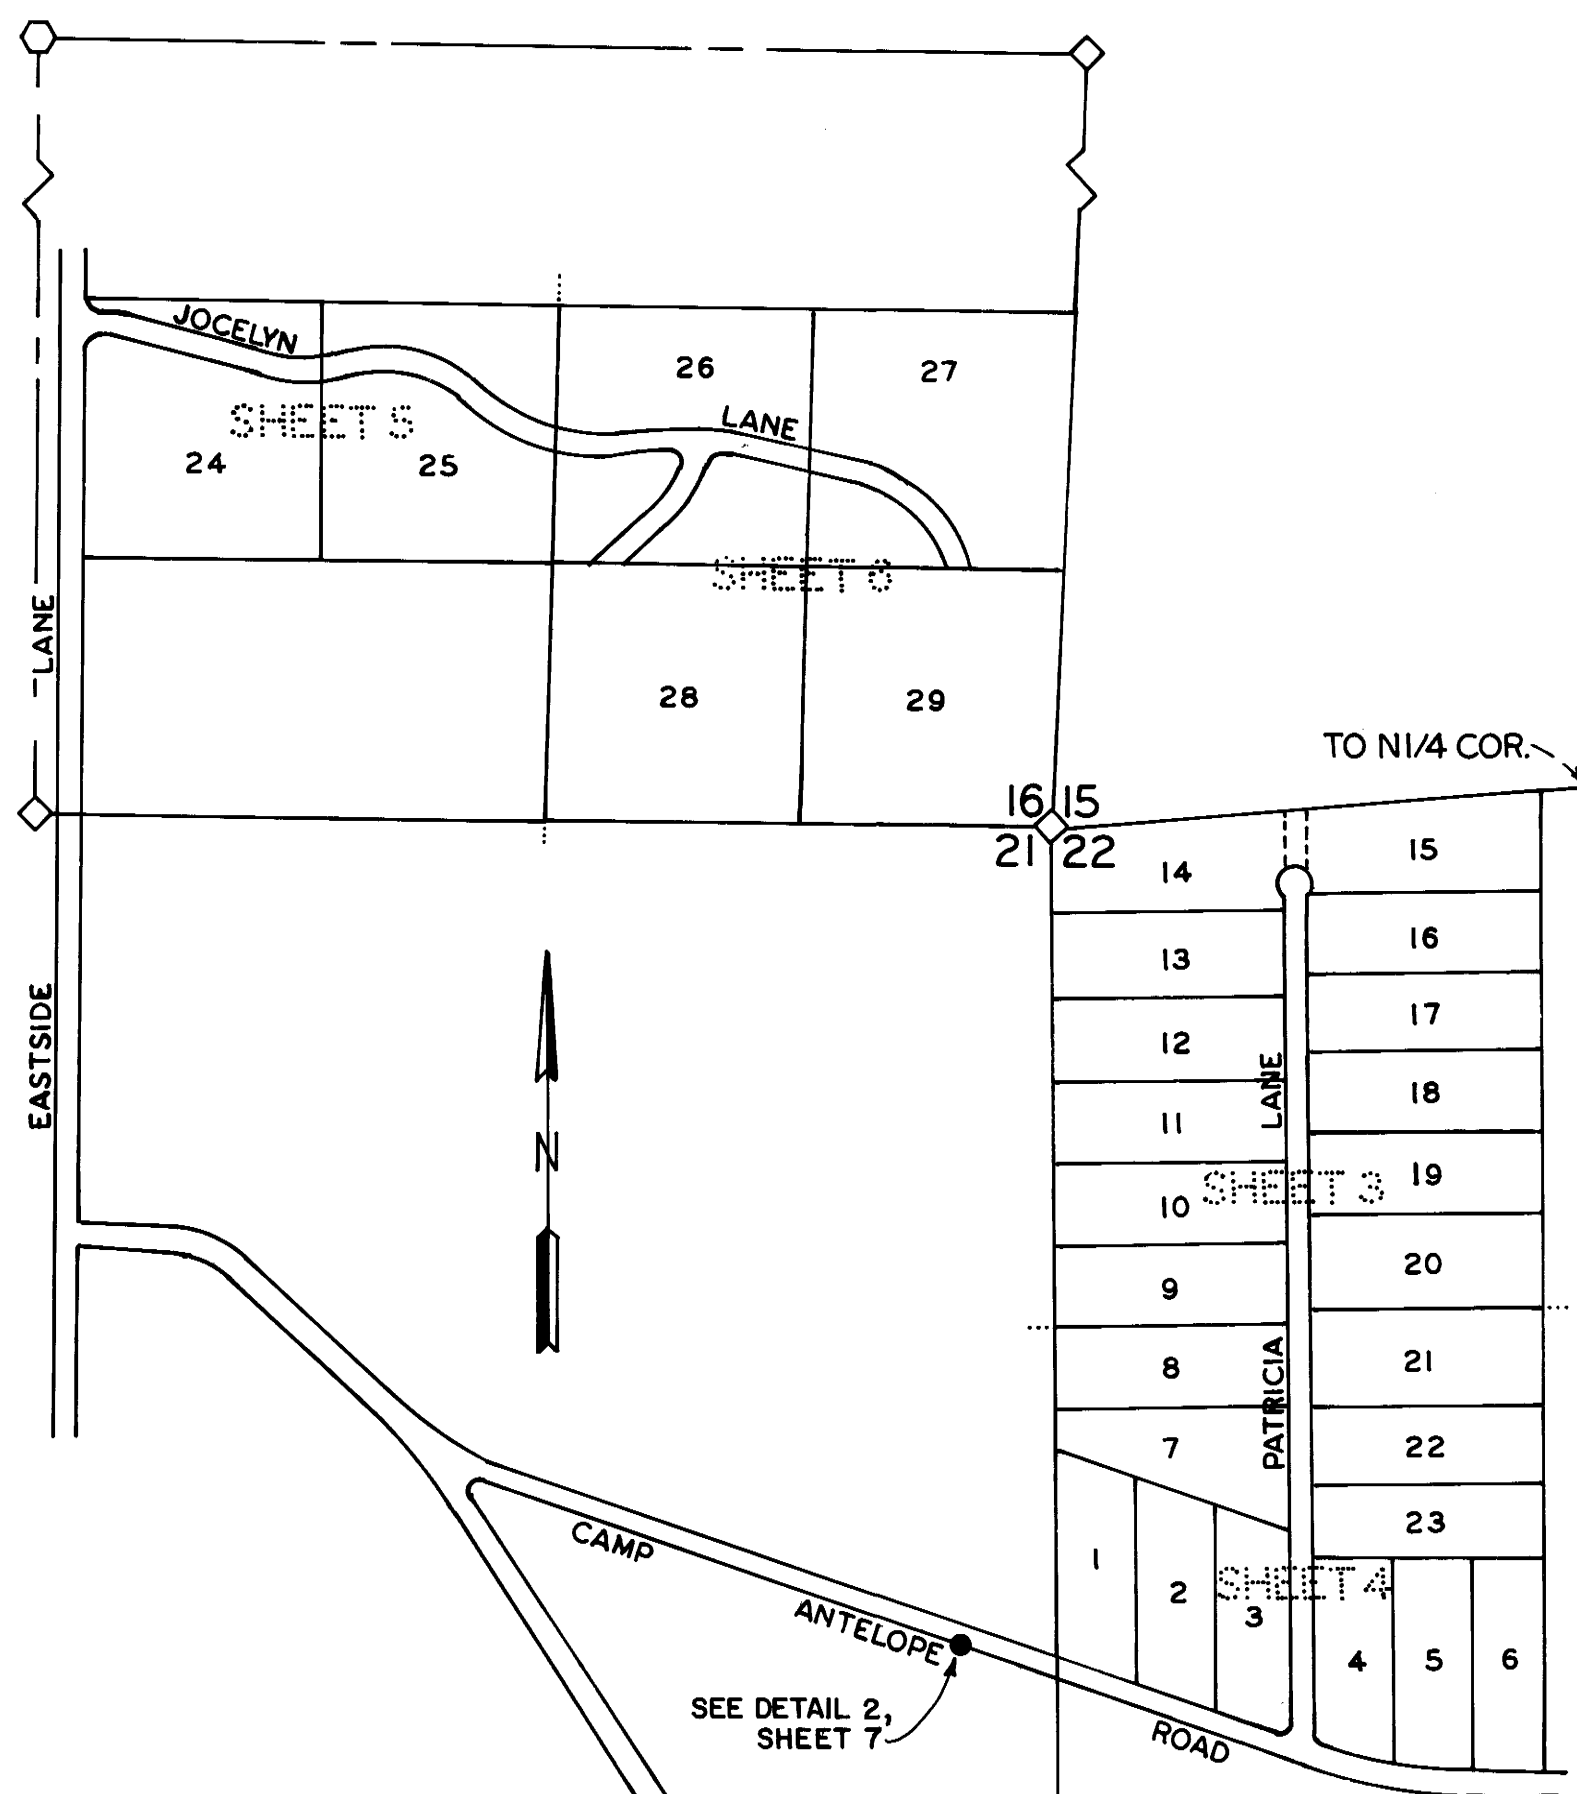 JOCELYN
26
27
LANE
SHEET 5
24
25
SHEET 6
LANE
28
29
TO N1/4 COR.
16 15
21 22
14
15
13
16
12
17
EASTSIDE
LANE
11
18
N
SHEET 3
10
19
9
20
8
21
PATRICIA
7
22
23
CAMP
1
2
SHEET 4
3
ANTELOPE
4
5
6
SEE DETAIL 2,
SHEET 7
ROAD